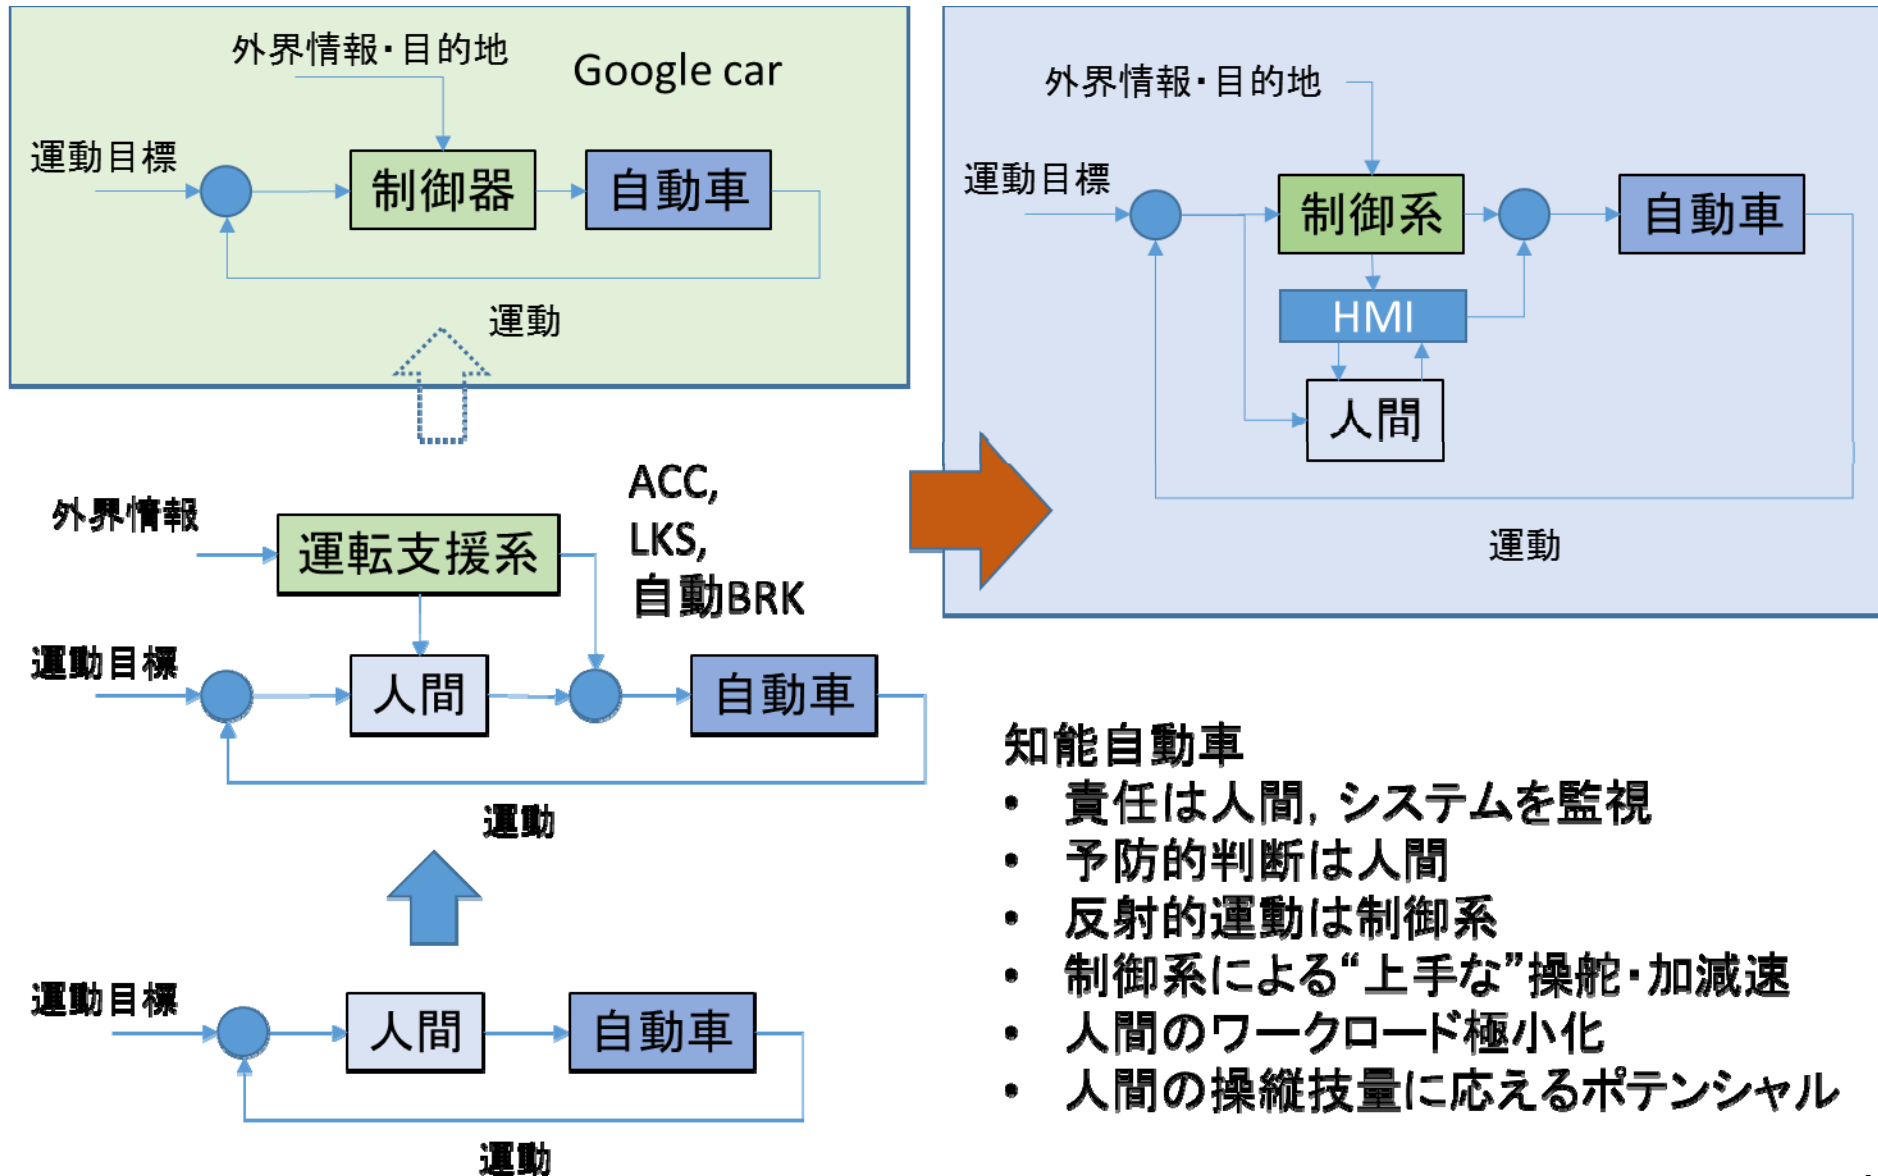 外界情報・目的地
Google car
運動目標
制御器
自動車
運動
外界情報・目的地
運動目標
制御系
自動車
HMI
人間
運動
外界情報
運転支援系
ACC,
LKS,
自動BRK
運動目標
人間
自動車
運動
運動目標
人間
自動車
運動
知能自動車
• 責任は人間，システムを監視
• 予防的判断は人間
• 反射的運動は制御系
• 制御系による“上手な”操舵・加減速
• 人間のワークロード極小化
• 人間の操縦技量に応えるポテンシャル